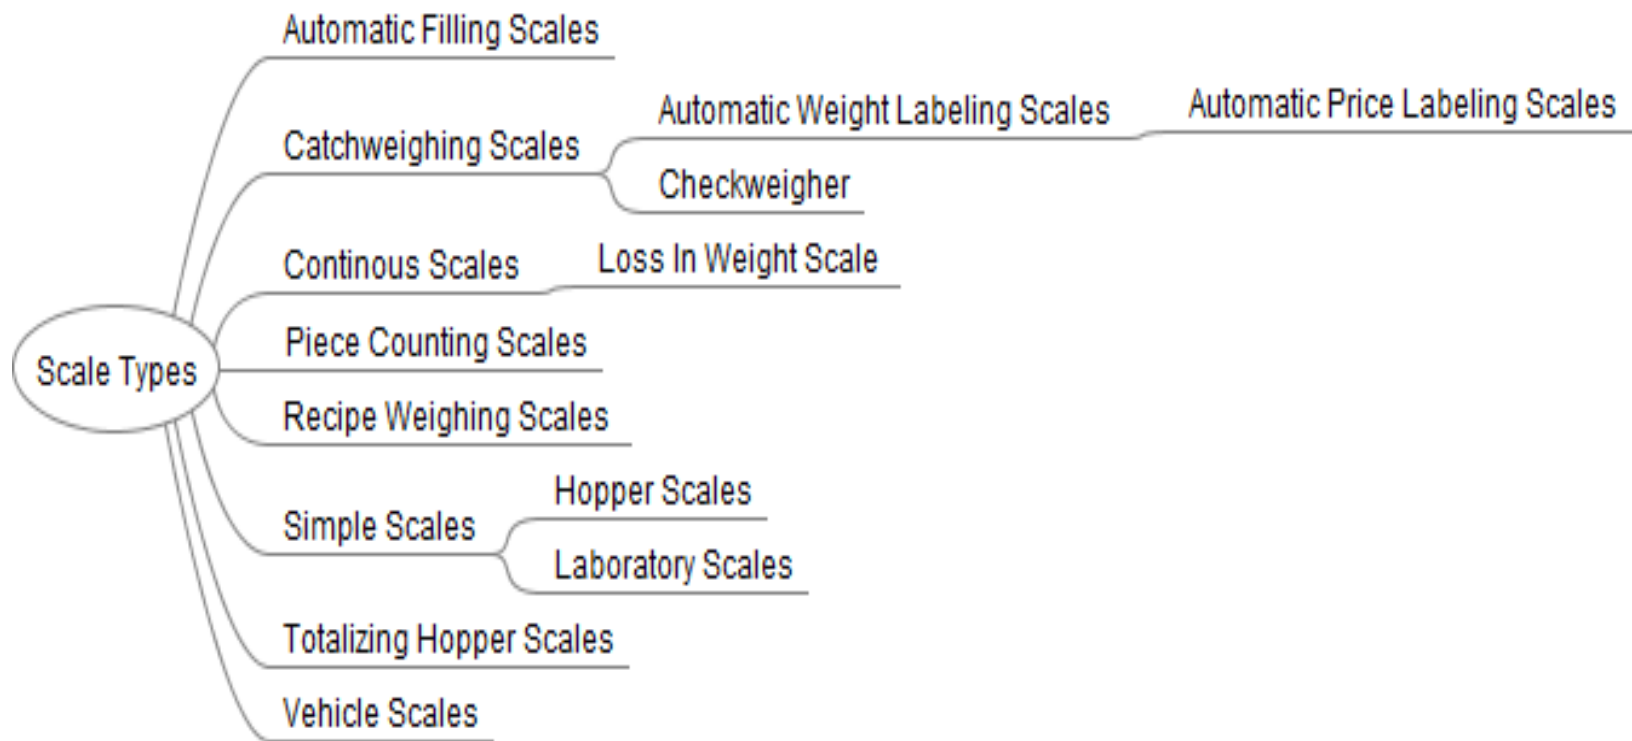 Scale Types
Automatic Filling Scales
Catchweighing Scales
Automatic Weight Labeling Scales
Automatic Price Labeling Scales
Checkweigher
Continous Scales
Loss In Weight Scale
Piece Counting Scales
Recipe Weighing Scales
Simple Scales
Hopper Scales
Laboratory Scales
Totalizing Hopper Scales
Vehicle Scales